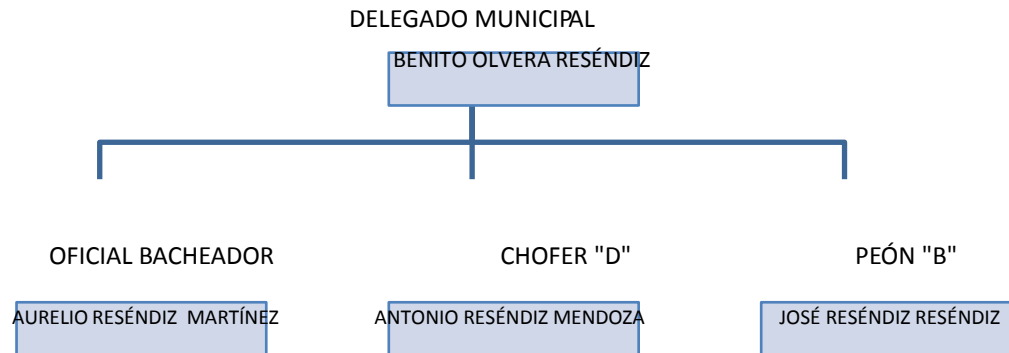 DELEGADO MUNICIPAL
BENITO OLVERA RESÉNDIZ
OFICIAL BACHEADOR
CHOFER "D"
PEÓN "B"
AURELIO RESÉNDIZ MARTÍNEZ
ANTONIO RESÉNDIZ MENDOZA
JOSÉ RESÉNDIZ RESÉNDIZ